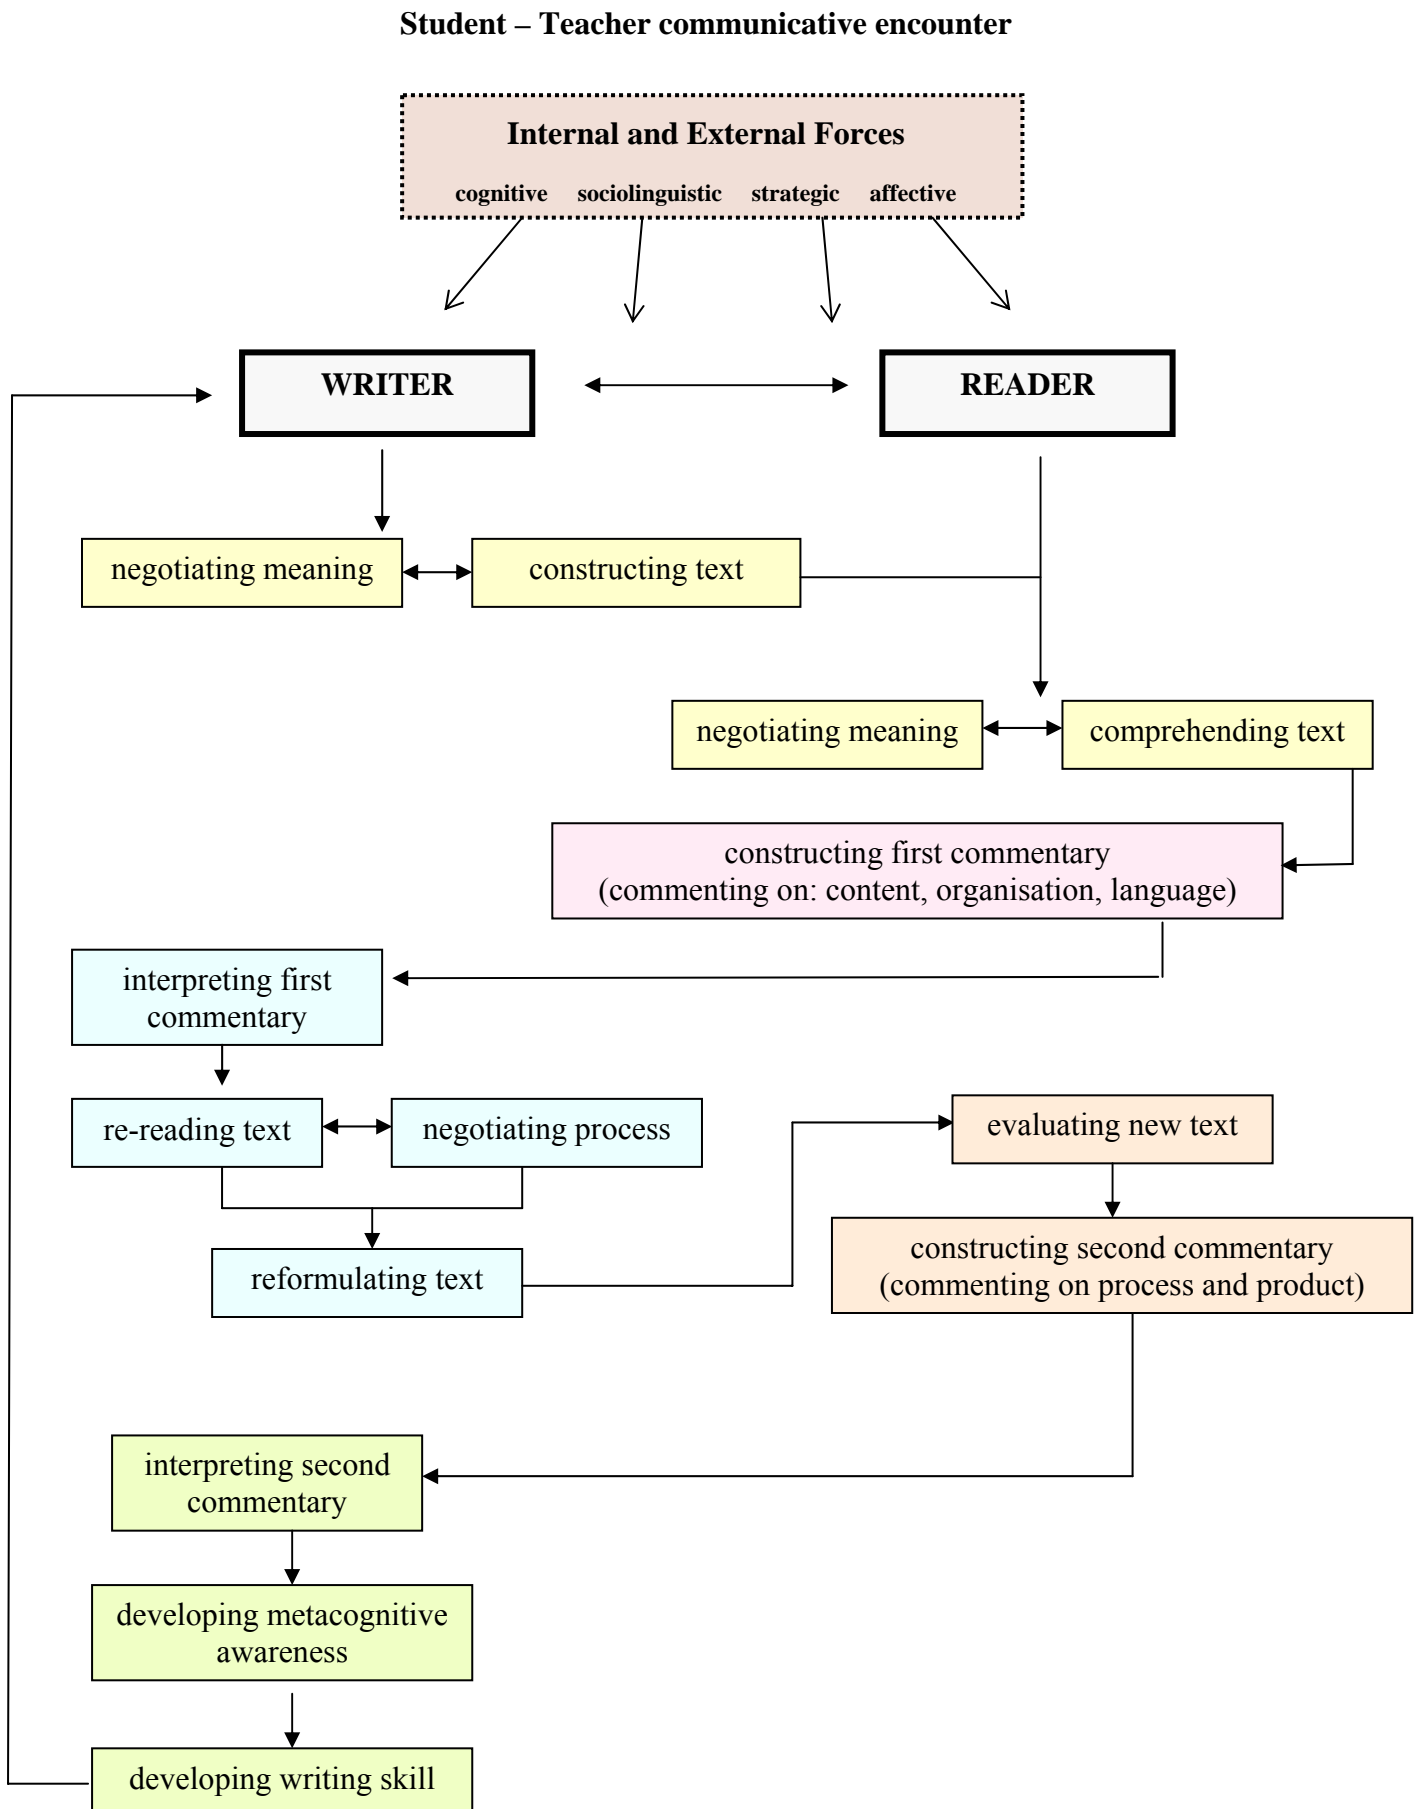 Student – Teacher communicative encounter
Internal and External Forces
cognitive sociolinguistic strategic affective
WRITER
READER
negotiating meaning
constructing text
negotiating meaning
comprehending text
constructing first commentary
(commenting on: content, organisation, language)
interpreting first
commentary
re-reading text
negotiating process
reformulating text
evaluating new text
constructing second commentary
(commenting on process and product)
interpreting second
commentary
developing metacognitive
awareness
developing writing skill